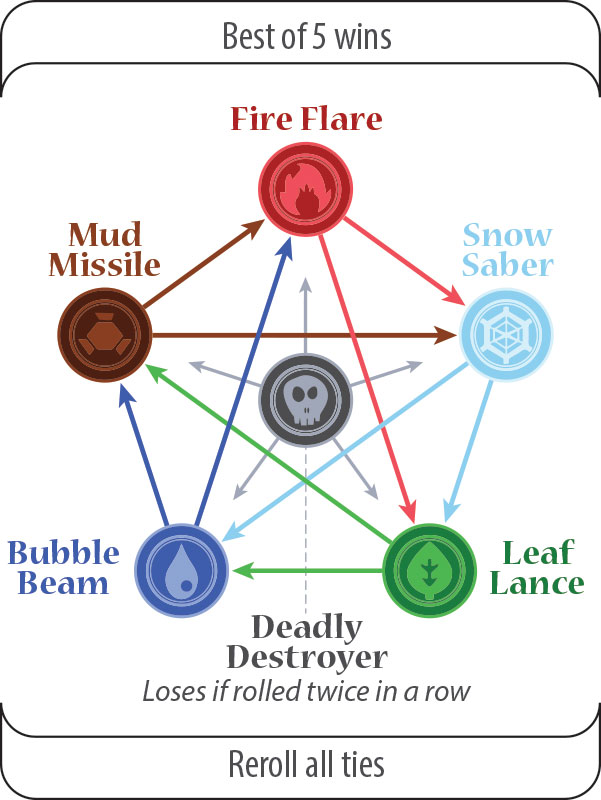 Best of 5 wins
Fire Flare
Mud
Missile
Snow
Saber
Bubble
Beam
Leaf
Lance
Deadly
Destroyer
Loses if rolled twice in a row
Reroll all ties